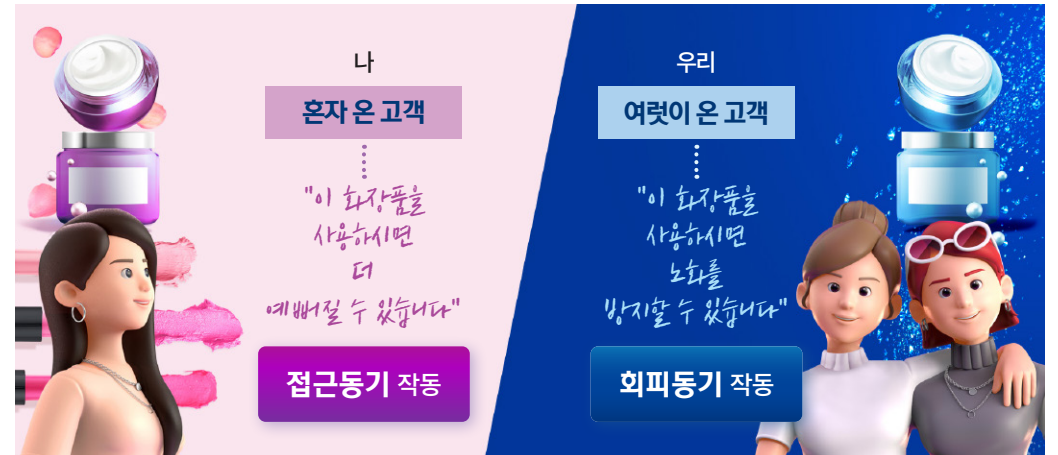 나
혼자 온 고객
"이 화장품을
사용하시면
더
예뻐질 수 있습니다"
접근동기 작동
우리
여럿이 온 고객
"이 화장품을
사용하시면
노화를
방지할 수 있습니다"
회피동기 작동